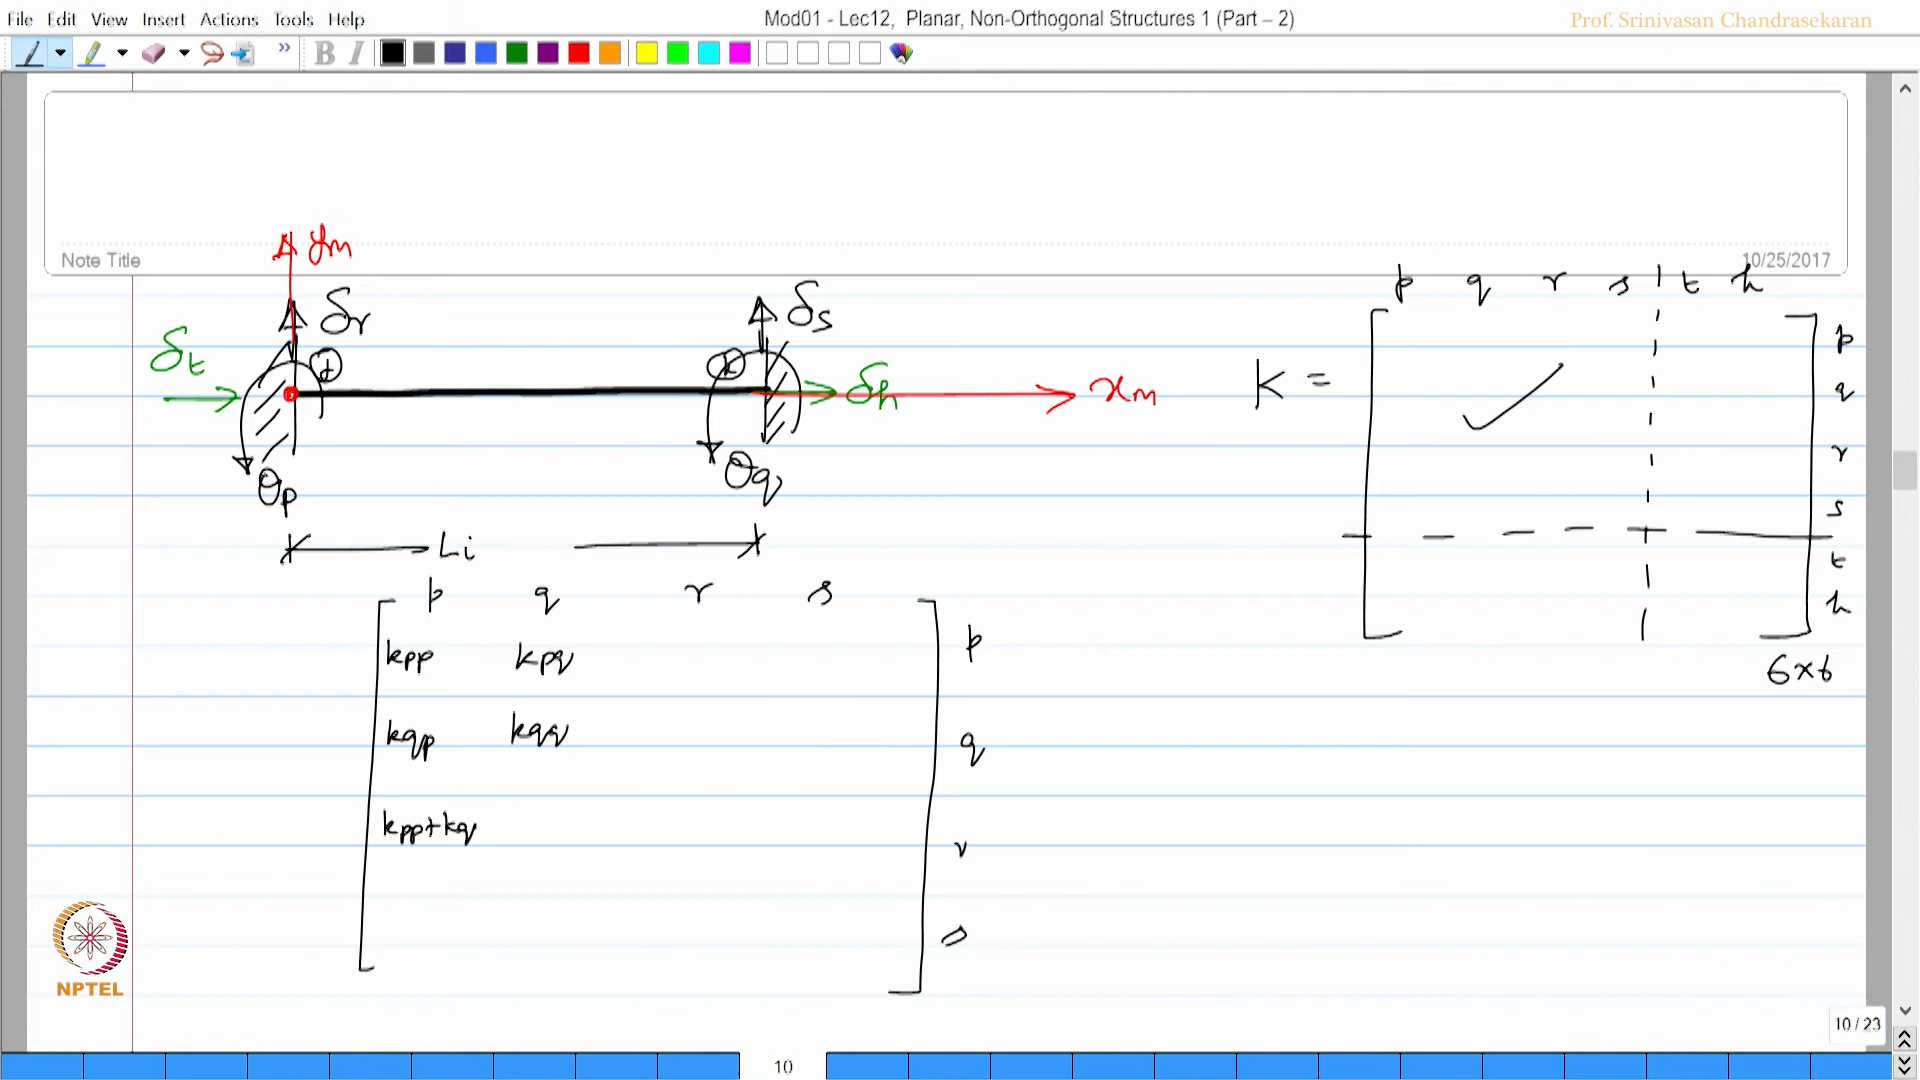 File Edit View Insert Actions Tools Help
Mod01 - Lec12, Planar, Non-Orthogonal Structures 1 (Part – 2)
Prof. Srinivasan Chandrasekaran
B I
Note Title
10/25/2017
ym
δr
δs
δt
j
k
δh
xm
θp
θq
Li
p q r s
kpp kpq p
kqp kqq q
kpp+kq r
s
p q r s t h
K =
p
q
r
s
t
h
6x6
NPTEL
10 / 23
10